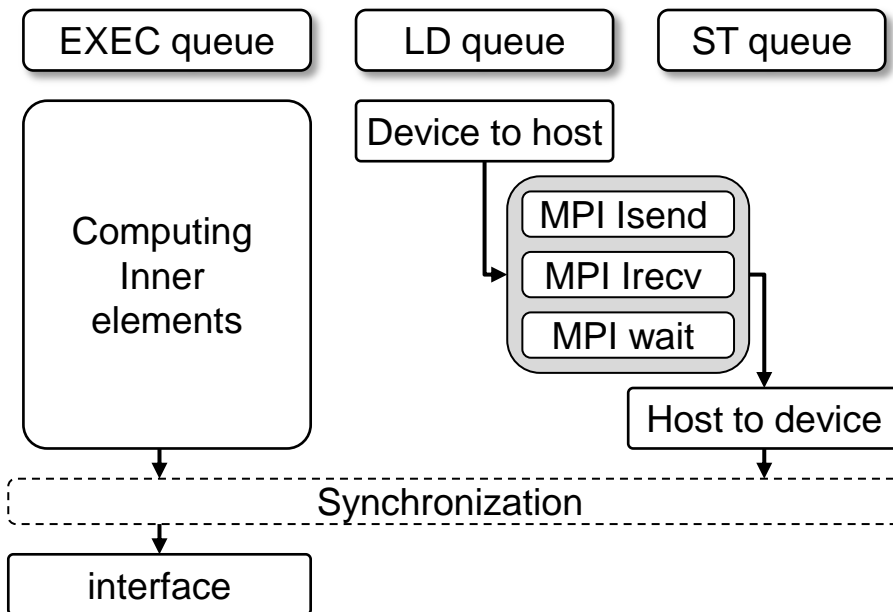 EXEC queue
LD queue
ST queue
Device to host
Computing
Inner
elements
MPI Isend
MPI Irecv
MPI wait
Host to device
Synchronization
interface